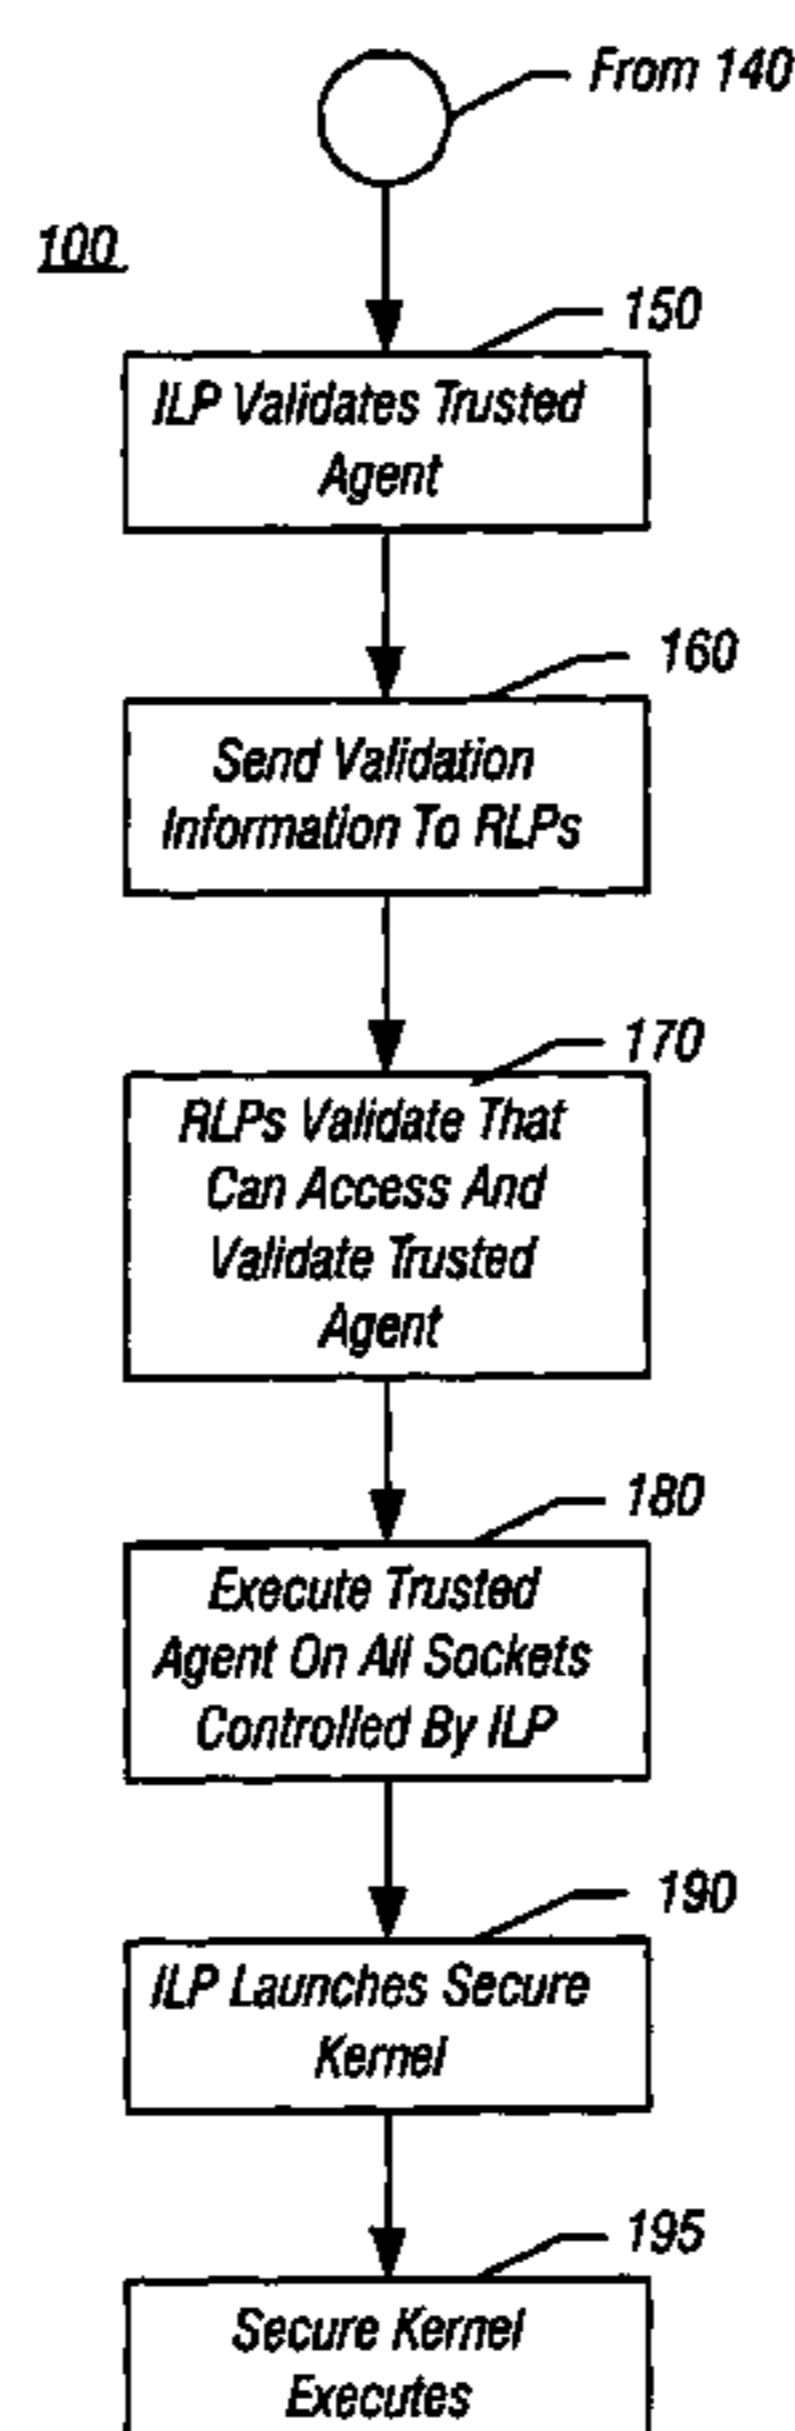 From 140
100
150
ILP Validates Trusted
Agent
160
Send Validation
Information To RLPs
170
RLPs Validate That
Can Access And
Validate Trusted
Agent
180
Execute Trusted
Agent On All Sockets
Controlled By ILP
190
ILP Launches Secure
Kernel
195
Secure Kernel
Executes